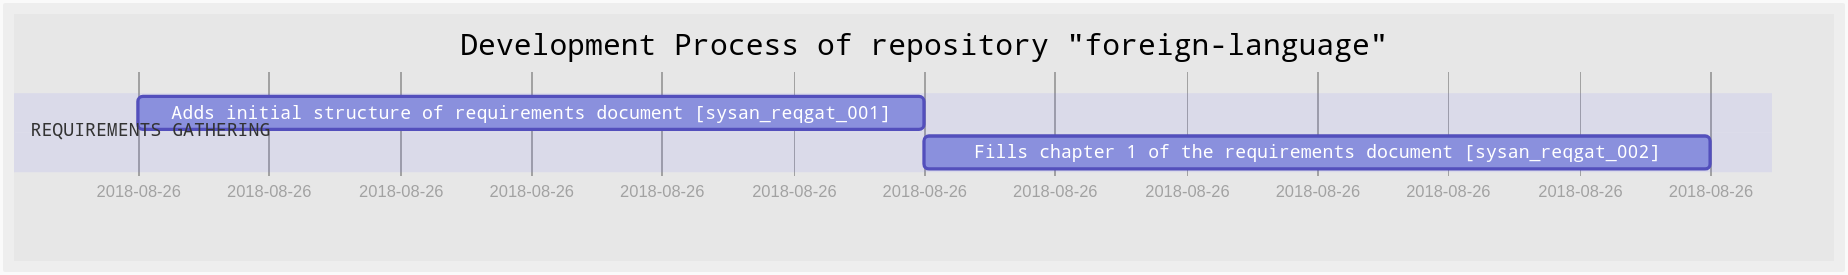 Development Process of repository "foreign-language"
Adds initial structure of requirements document [sysan_reqgat_001]
REQUIREMENTS GATHERING
Fills chapter 1 of the requirements document [sysan_reqgat_002]
2018-08-26 2018-08-26 2018-08-26 2018-08-26 2018-08-26 2018-08-26 2018-08-26 2018-08-26 2018-08-26 2018-08-26 2018-08-26 2018-08-26 2018-08-26